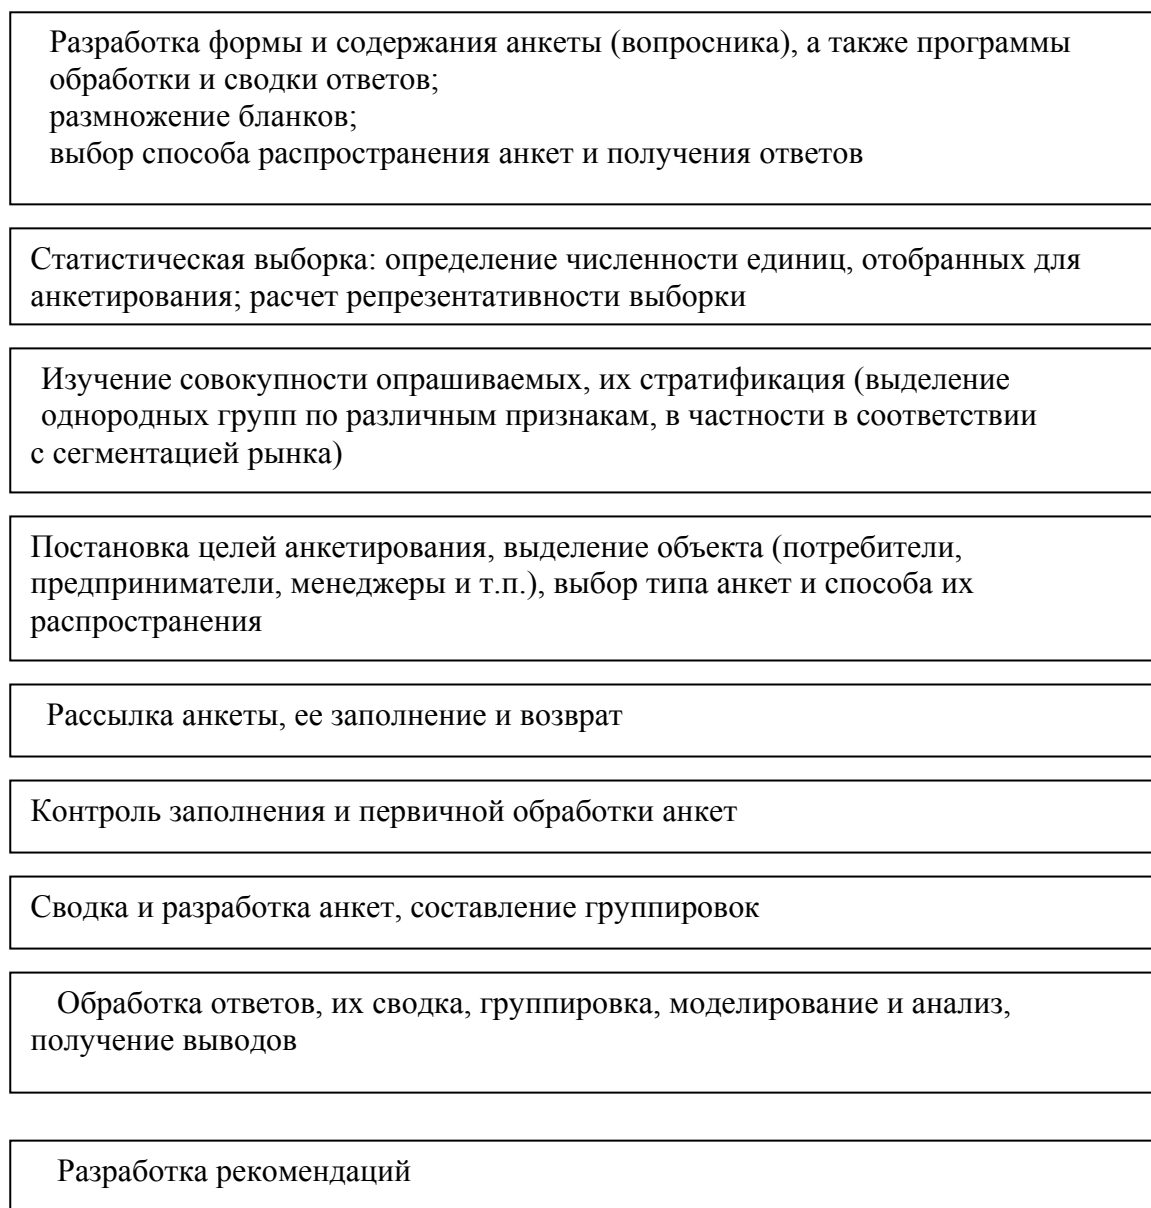 Разработка формы и содержания анкеты (вопросника), а также программы
обработки и сводки ответов;
размножение бланков;
выбор способа распространения анкет и получения ответов
Статистическая выборка: определение численности единиц, отобранных для
анкетирования; расчет репрезентативности выборки
Изучение совокупности опрашиваемых, их стратификация (выделение
однородных групп по различным признакам, в частности в соответствии
с сегментацией рынка)
Постановка целей анкетирования, выделение объекта (потребители,
предприниматели, менеджеры и т.п.), выбор типа анкет и способа их
распространения
Рассылка анкеты, ее заполнение и возврат
Контроль заполнения и первичной обработки анкет
Сводка и разработка анкет, составление группировок
Обработка ответов, их сводка, группировка, моделирование и анализ,
получение выводов
Разработка рекомендаций